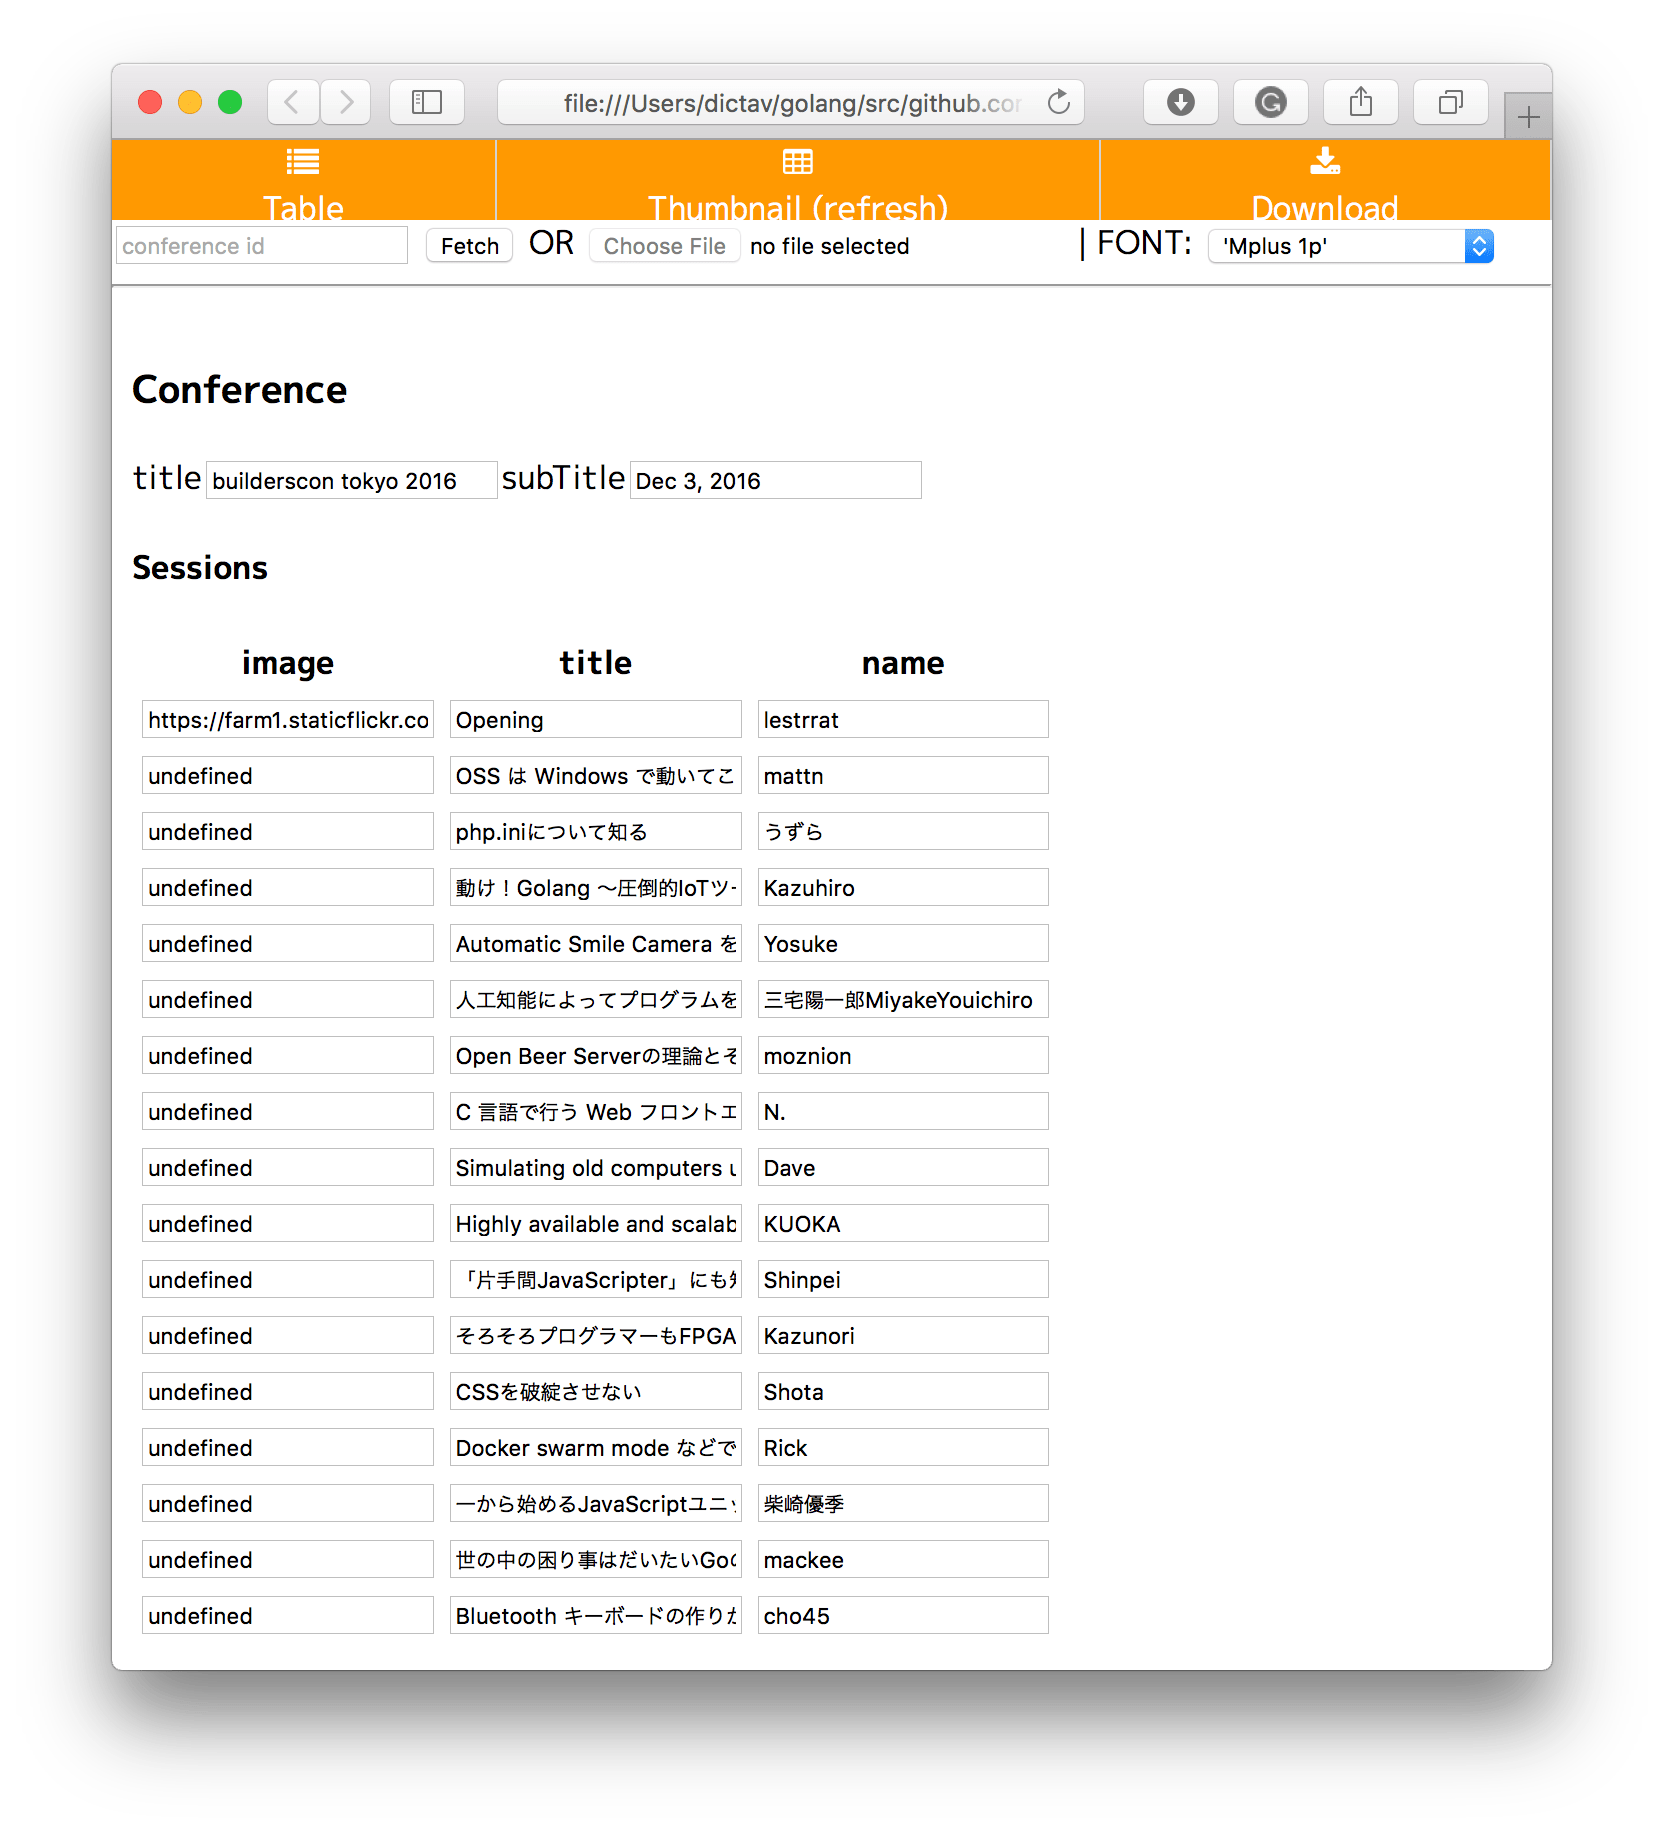 file:///Users/dictav/golang/src/github.com
Table Thumbnail (refresh) Download
conference id Fetch OR Choose File no file selected | FONT: 'Mplus 1p'
Conference
title builderscon tokyo 2016 subTitle Dec 3, 2016
Sessions
image title name
https://farm1.staticflickr.co Opening lestrrat
undefined OSS は Windows で動いてこ mattn
undefined php.iniについて知る うずら
undefined 動け！Golang 〜圧倒的IoTツー Kazuhiro
undefined Automatic Smile Camera を Yosuke
undefined 人工知能によってプログラムを 三宅陽一郎MiyakeYouichiro
undefined Open Beer Serverの理論とそ moznion
undefined C 言語で行う Web フロントエ N.
undefined Simulating old computers u Dave
undefined Highly available and scalab KUOKA
undefined 「片手間JavaScripter」にも Shinpei
undefined そろそろプログラマーもFPGA Kazunori
undefined CSSを破綻させない Shota
undefined Docker swarm mode などで Rick
undefined 一から始めるJavaScriptユニッ 柴崎優季
undefined 世の中の困り事はだいたいGoの mackee
undefined Bluetooth キーボードの作りか cho45